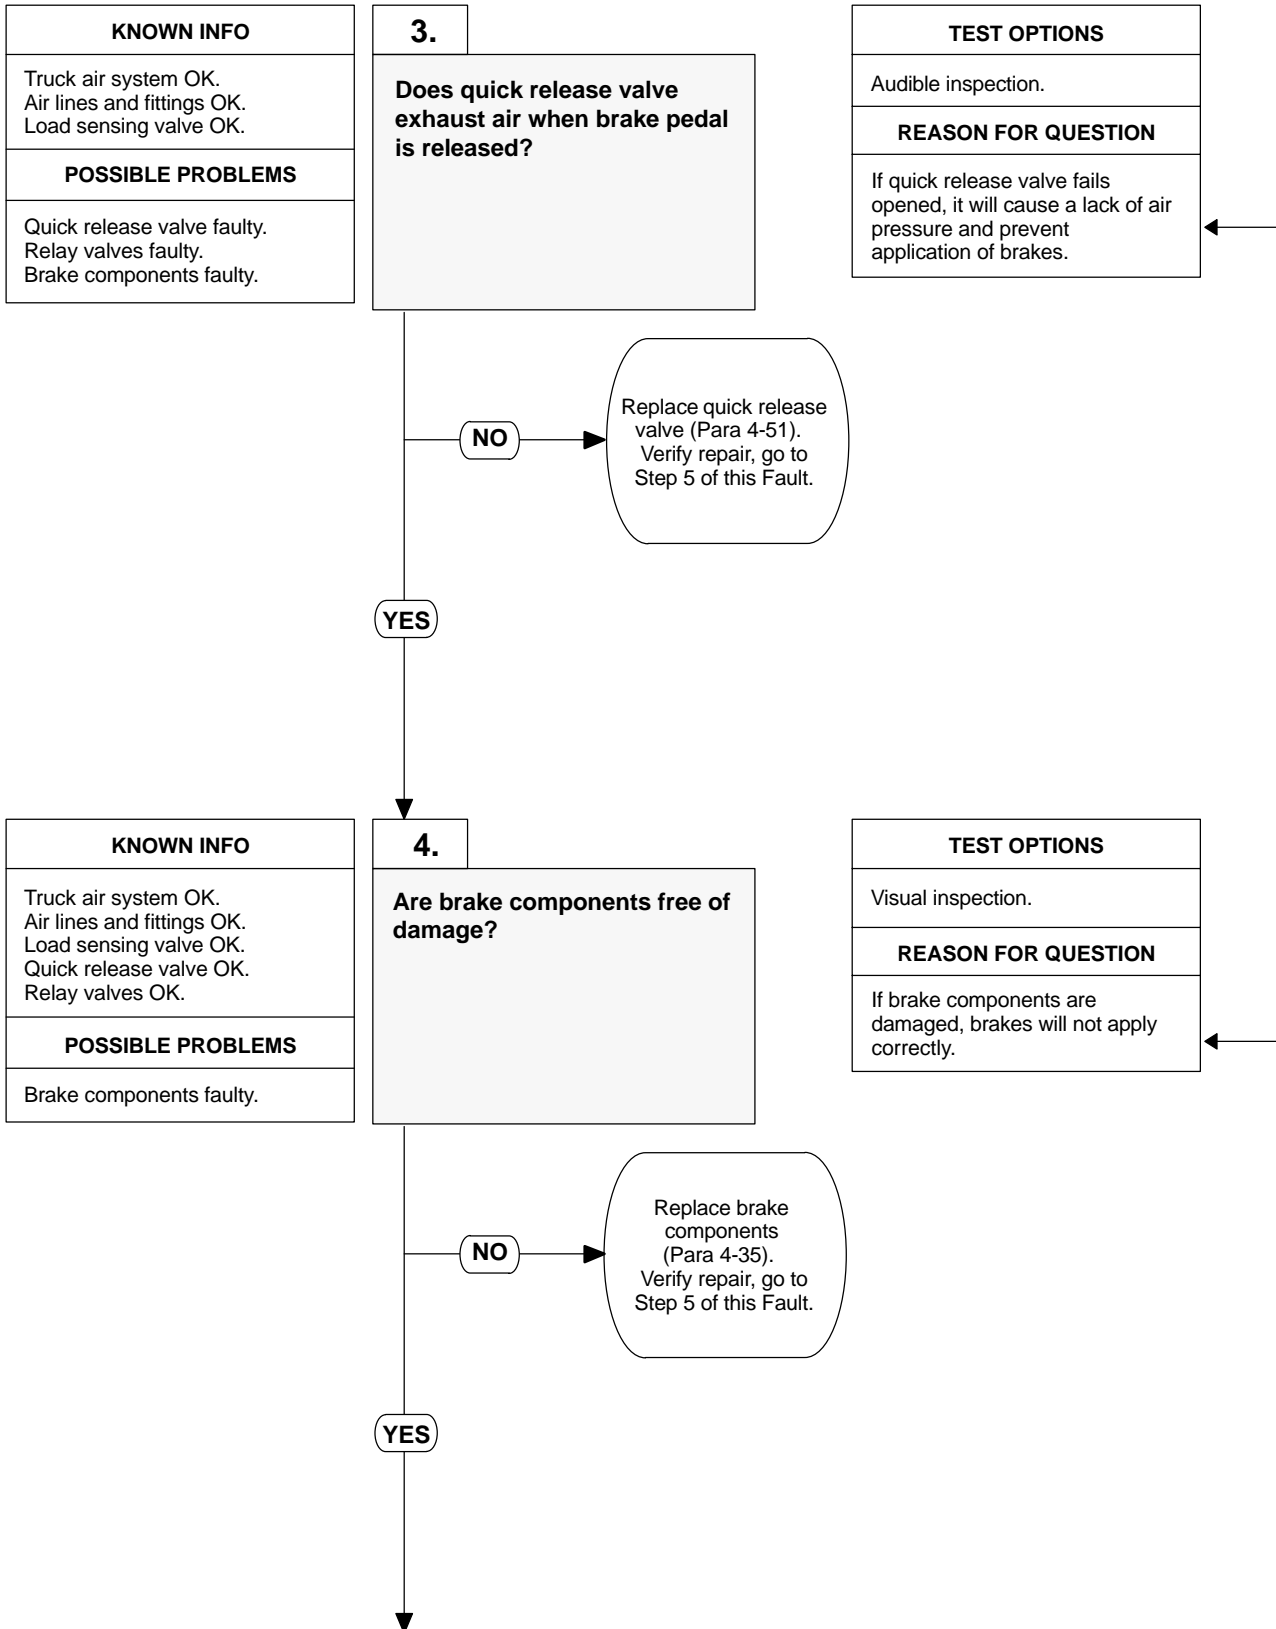 KNOWN INFO
Truck air system OK.
Air lines and fittings OK.
Load sensing valve OK.
POSSIBLE PROBLEMS
Quick release valve faulty.
Relay valves faulty.
Brake components faulty.
3.
Does quick release valve
exhaust air when brake pedal
is released?
TEST OPTIONS
Audible inspection.
REASON FOR QUESTION
If quick release valve fails
opened, it will cause a lack of air
pressure and prevent
application of brakes.
NO
Replace quick release
valve (Para 4-51).
Verify repair, go to
Step 5 of this Fault.
YES
KNOWN INFO
Truck air system OK.
Air lines and fittings OK.
Load sensing valve OK.
Quick release valve OK.
Relay valves OK.
POSSIBLE PROBLEMS
Brake components faulty.
4.
Are brake components free of
damage?
TEST OPTIONS
Visual inspection.
REASON FOR QUESTION
If brake components are
damaged, brakes will not apply
correctly.
NO
Replace brake
components
(Para 4-35).
Verify repair, go to
Step 5 of this Fault.
YES